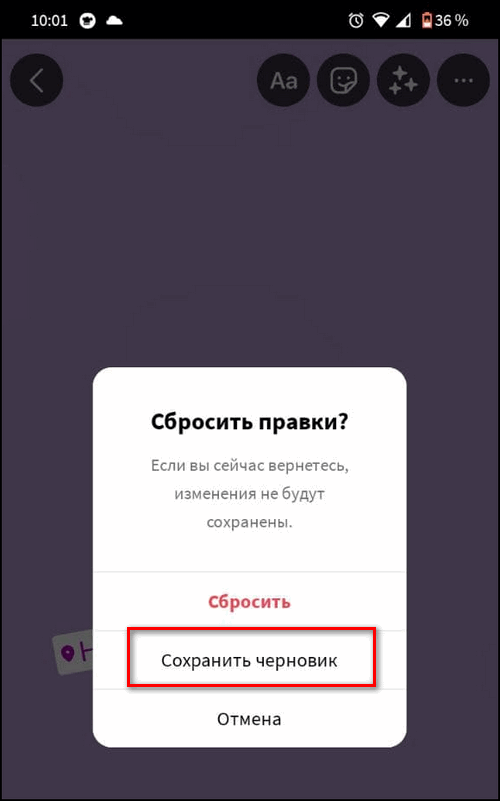 10:01 36 %
Aa
Сбросить правки?
Если вы сейчас вернетесь,
изменения не будут
сохранены.
Сбросить
Сохранить черновик
Отмена